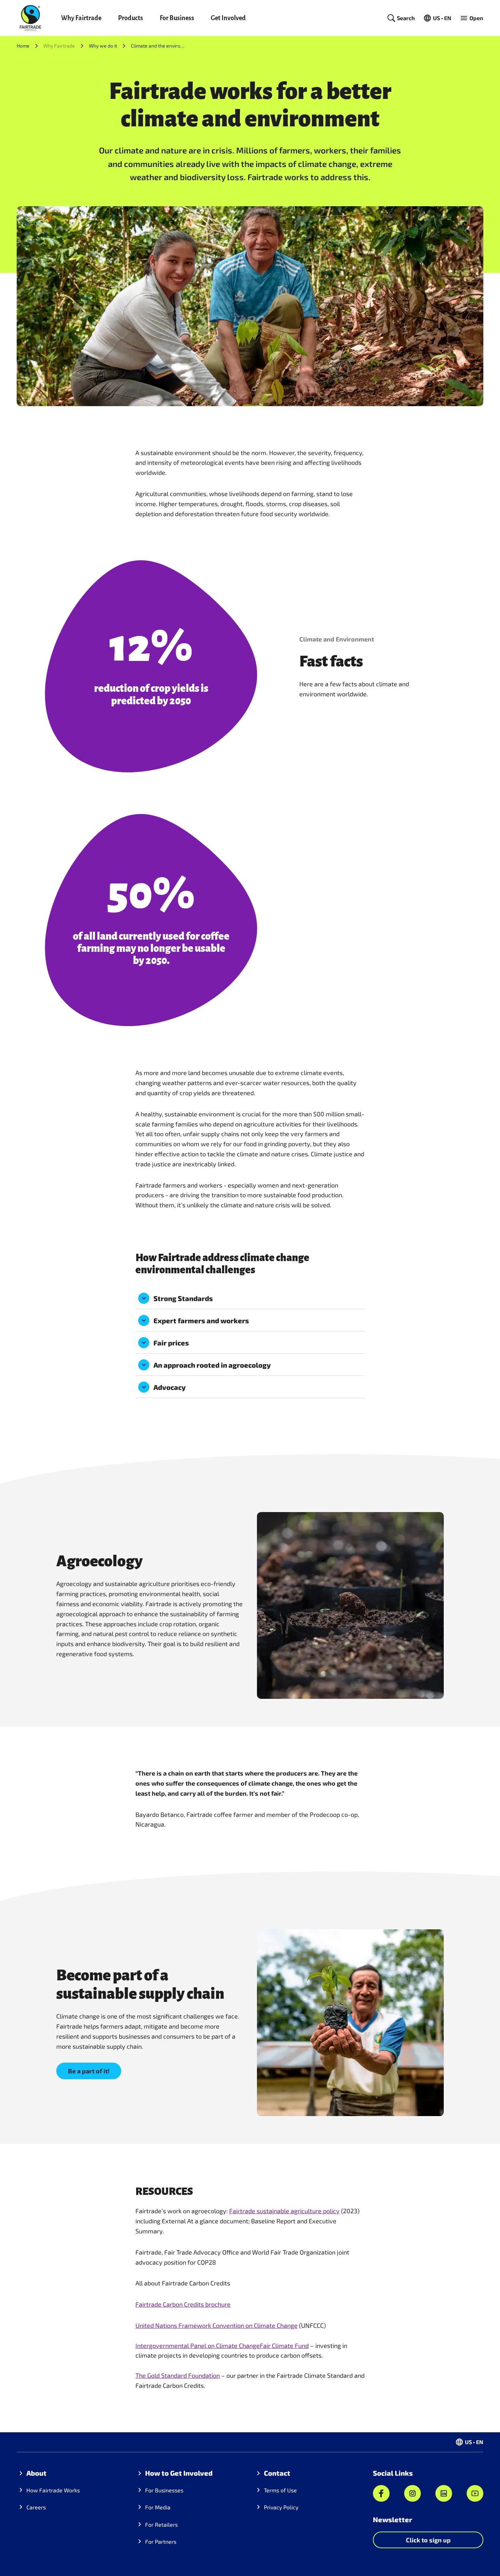 FAIRTRADE
Why Fairtrade
Products
For Business
Get Involved
Search
US - EN
Open
Home
Why Fairtrade
Why we do it
Climate and the enviro...
Fairtrade works for a better
climate and environment
Our climate and nature are in crisis. Millions of farmers, workers, their families
and communities already live with the impacts of climate change, extreme
weather and biodiversity loss. Fairtrade works to address this.
A sustainable environment should be the norm. However, the severity, frequency,
and intensity of meteorological events have been rising and affecting livelihoods
worldwide.
Agricultural communities, whose livelihoods depend on farming, stand to lose
income. Higher temperatures, drought, floods, storms, crop diseases, soil
depletion and deforestation threaten future food security worldwide.
12%
reduction of crop yields is
predicted by 2050
Climate and Environment
Fast facts
Here are a few facts about climate and
environment worldwide.
50%
of all land currently used for coffee
farming may no longer be usable
by 2050.
As more and more land becomes unusable due to extreme climate events,
changing weather patterns and ever-scarcer water resources, both the quality
and quantity of crop yields are threatened.
A healthy, sustainable environment is crucial for the more than 500 million small-
scale farming families who depend on agriculture activities for their livelihoods.
Yet all too often, unfair supply chains not only keep the very farmers and
communities on whom we rely for our food in grinding poverty, but they also
hinder effective action to tackle the climate and nature crises. Climate justice and
trade justice are inextricably linked.
Fairtrade farmers and workers - especially women and next-generation
producers – are driving the transition to more sustainable food production.
Without them, it's unlikely the climate and nature crisis will be solved.
How Fairtrade address climate change
environmental challenges
Strong Standards
Expert farmers and workers
Fair prices
An approach rooted in agroecology
Advocacy
Agroecology
Agroecology and sustainable agriculture prioritises eco-friendly
farming practices, promoting environmental health, social
fairness and economic viability. Fairtrade is actively promoting the
agroecological approach to enhance the sustainability of farming
practices. These approaches include crop rotation, organic
farming, and natural pest control to reduce reliance on synthetic
inputs and enhance biodiversity. Their goal is to build resilient and
regenerative food systems.
"There is a chain on earth that starts where the producers are. They are the
ones who suffer the consequences of climate change, the ones who get the
least help, and carry all of the burden. It's not fair."
Bayardo Betanco, Fairtrade coffee farmer and member of the Prodecoop co-op,
Nicaragua.
Become part of a
sustainable supply chain
Climate change is one of the most significant challenges we face.
Fairtrade helps farmers adapt, mitigate and become more
resilient and supports businesses and consumers to be part of a
more sustainable supply chain.
Be a part of it!
RESOURCES
Fairtrade's work on agroecology: Fairtrade sustainable agriculture policy (2023)
including External At a glance document; Baseline Report and Executive
Summary.
Fairtrade, Fair Trade Advocacy Office and World Fair Trade Organization joint
advocacy position for COP28
All about Fairtrade Carbon Credits
Fairtrade Carbon Credits brochure
United Nations Framework Convention on Climate Change (UNFCCC)
Intergovernmental Panel on Climate ChangeFair Climate Fund – investing in
climate projects in developing countries to produce carbon offsets.
The Gold Standard Foundation – our partner in the Fairtrade Climate Standard and
Fairtrade Carbon Credits.
US - EN
About
How Fairtrade Works
Careers
How to Get Involved
For Businesses
For Media
For Retailers
For Partners
Contact
Terms of Use
Privacy Policy
Social Links
Newsletter
Click to sign up